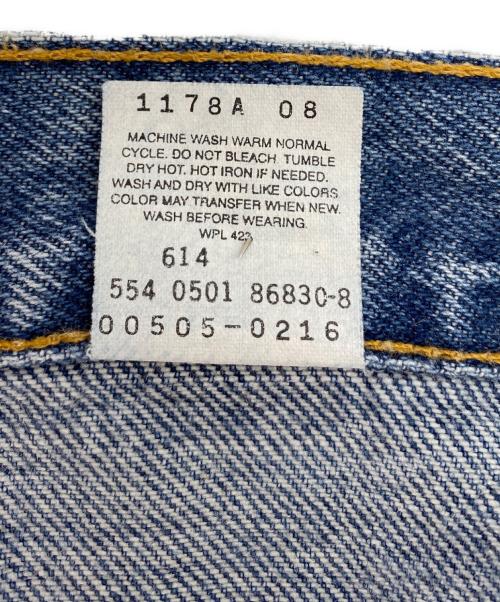 1178A 08
MACHINE WASH WARM NORMAL
CYCLE. DO NOT BLEACH. TUMBLE
DRY HOT. HOT IRON IF NEEDED.
WASH AND DRY WITH LIKE COLORS.
COLOR MAY TRANSFER WHEN NEW.
WASH BEFORE WEARING.
WPL 423
614
554 0501 86830-8
00505-0216